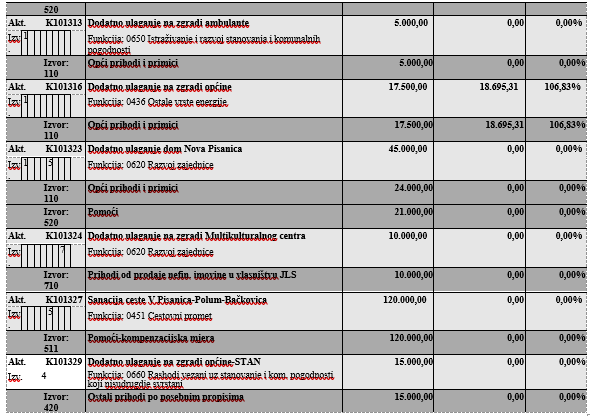 520
Akt. K101313 Dodatno ulaganje na zgradi ambulante 5.000,00 0,00 0,00%
Izv 1 Funkcija: 0650 Istraživanje i razvoj stanovanja i komunalnih
. pogodnosti
Izvor: Opći prihodi i primici 5.000,00 0,00 0,00%
110
Akt. K101316 Dodatno ulaganje na zgradi općine 17.500,00 18.695,31 106,83%
Izv 1 Funkcija: 0436 Ostale vrste energije
.
Izvor: Opći prihodi i primici 17.500,00 18.695,31 106,83%
110
Akt. K101323 Dodatno ulaganje dom Nova Pisanica 45.000,00 0,00 0,00%
Izv 1 5 Funkcija: 0620 Razvoj zajednice
.
Izvor: Opći prihodi i primici 24.000,00 0,00 0,00%
110
Izvor: Pomoći 21.000,00 0,00 0,00%
520
Akt. K101324 Dodatno ulaganje na zgradi Multikulturalnog centra 10.000,00 0,00 0,00%
Izv 7 Funkcija: 0620 Razvoj zajednice
.
Izvor: Prihodi od prodaje nefin. imovine u vlasništvu JLS 10.000,00 0,00 0,00%
710
Akt. K101327 Sanacija ceste V.Pisanica-Polum-Bačkovica 120.000,00 0,00 0,00%
Izv 5 Funkcija: 0451 Cestovni promet
.
Izvor: Pomoći-kompenzacijska mjera 120.000,00 0,00 0,00%
511
Akt. K101329 Dodatno ulaganje na zgradi općine-STAN 15.000,00 0,00 0,00%
Izv 4 Funkcija: 0660 Rashodi vezani uz stanovanje i kom. pogodnosti
. koji nisudrugdje svrstani
Izvor: Ostali prihodi po posebnim propisima 15.000,00 0,00 0,00%
420